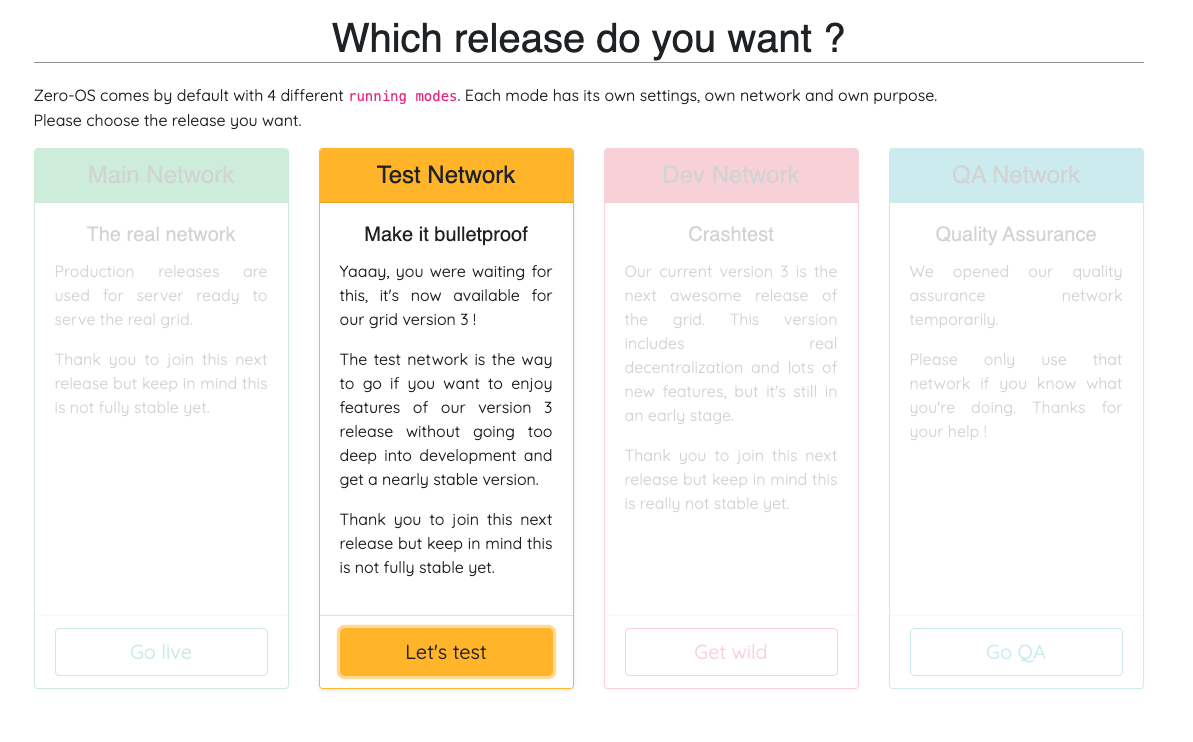 Which release do you want ?
Zero-OS comes by default with 4 different running modes. Each mode has its own settings, own network and own purpose.
Please choose the release you want.
Main Network
The real network
Production releases are
used for server ready to
serve the real grid.
Thank you to join this next
release but keep in mind this
is not fully stable yet.
Go live
Test Network
Make it bulletproof
Yaaay, you were waiting for
this, it's now available for
our grid version 3 !
The test network is the way
to go if you want to enjoy
features of our version 3
release without going too
deep into development and
get a nearly stable version.
Thank you to join this next
release but keep in mind this
is not fully stable yet.
Let's test
Dev Network
Crashtest
Our current version 3 is the
next awesome release of
the grid. This version
includes real
decentralization and lots of
new features, but it's still in
an early stage.
Thank you to join this next
release but keep in mind this
is really not stable yet.
Get wild
QA Network
Quality Assurance
We opened our quality
assurance network
temporarily.
Please only use that
network if you know what
you're doing. Thanks for
your help !
Go QA